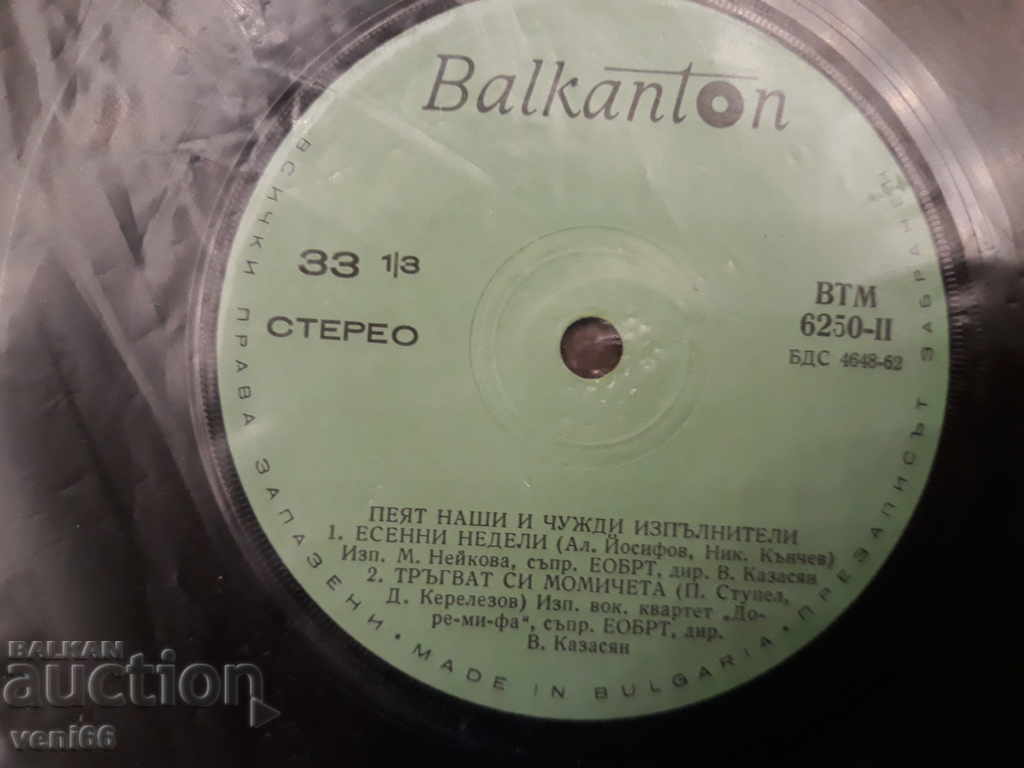 Balkanton
33 1/3
СТЕРЕО
ВТМ
6250-II
БДС 4648-62
ПЕЯТ НАШИ И ЧУЖДИ ИЗПЪЛНИТЕЛИ
1. ЕСЕННИ НЕДЕЛИ (Ал. Йосифов, Ник. Кънчев)
Изп. М. Нейкова, съпр. ЕОБРТ, дир. В. Казасян
2. ТРЪГВАТ СИ МОМИЧЕТА (П. Ступел,
Д. Керелезов) Изп. вок. квартет „До-
ре-ми-фа“, съпр. ЕОБРТ, дир.
В. Казасян
ВСИЧКИ ПРАВА ЗАПАЗЕНИ • MADE IN BULGARIA • ПРЕЗАПИСЪТ ЗАБРАНЕН
BALKAN
auction
veni66